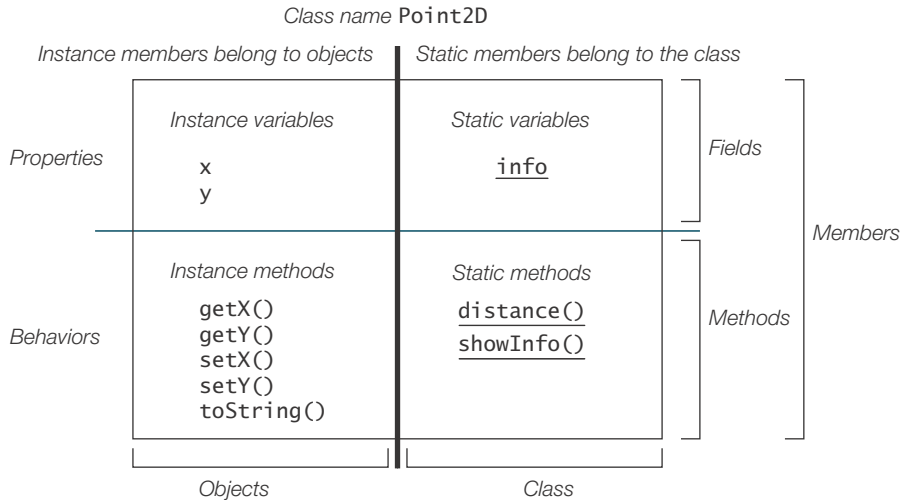 Class name Point2D
Instance members belong to objects
Static members belong to the class
Instance variables
Static variables
Properties
x
y
info
Fields
Members
Instance methods
Static methods
Behaviors
getX()
getY()
setX()
setY()
toString()
distance()
showInfo()
Methods
Objects
Class